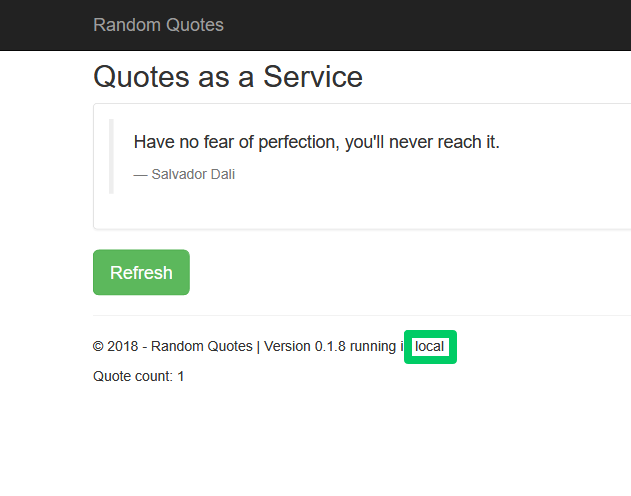 Random Quotes
Quotes as a Service
Have no fear of perfection, you'll never reach it.
— Salvador Dali
Refresh
© 2018 - Random Quotes | Version 0.1.8 running i local
Quote count: 1